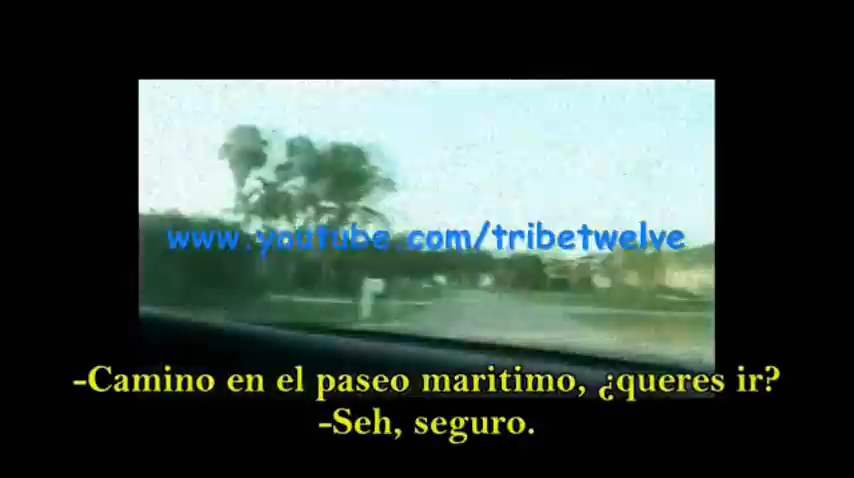 www.youtube.com/tribetwelve
-Camino en el paseo maritimo, ¿queres ir?
-Seh, seguro.